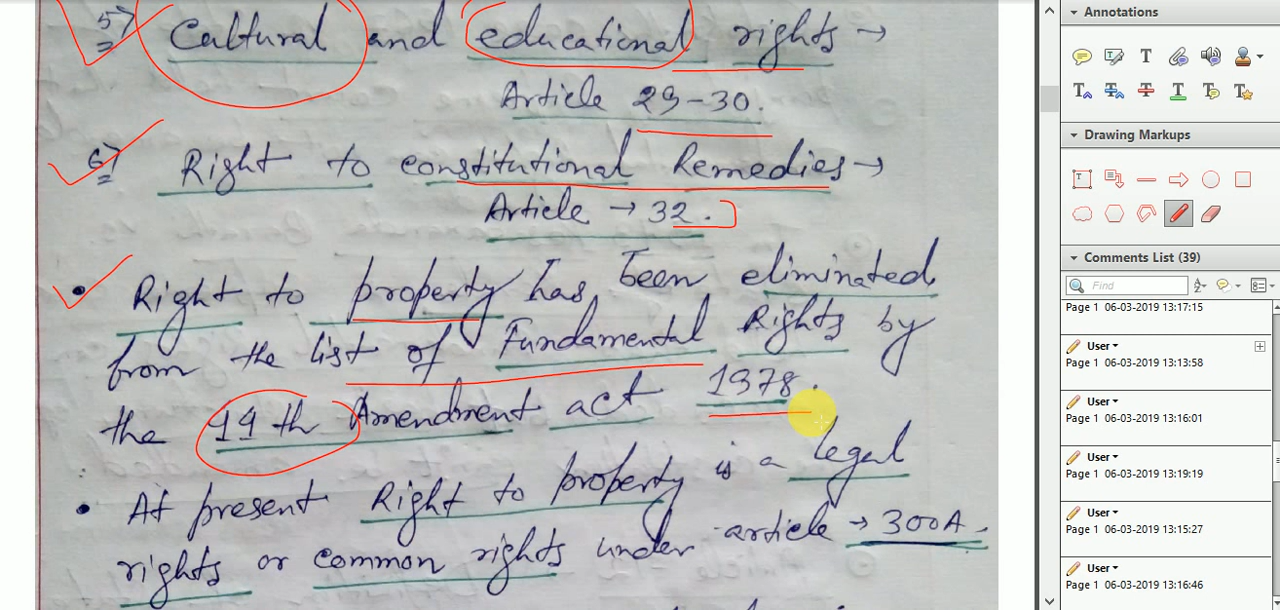 5) Cultural and educational rights →
Article 29-30.
6) Right to constitutional Remedies →
Article → 32.
• Right to property has been eliminated
from the list of Fundamental Rights by
the 44th Amendment act 1978.
• At present Right to property is a legal
rights or common rights under article → 300A.
Annotations
Drawing Markups
Comments List (39)
Find
Page 1 06-03-2019 13:17:15
User
Page 1 06-03-2019 13:13:58
User
Page 1 06-03-2019 13:16:01
User
Page 1 06-03-2019 13:19:19
User
Page 1 06-03-2019 13:15:27
User
Page 1 06-03-2019 13:16:46